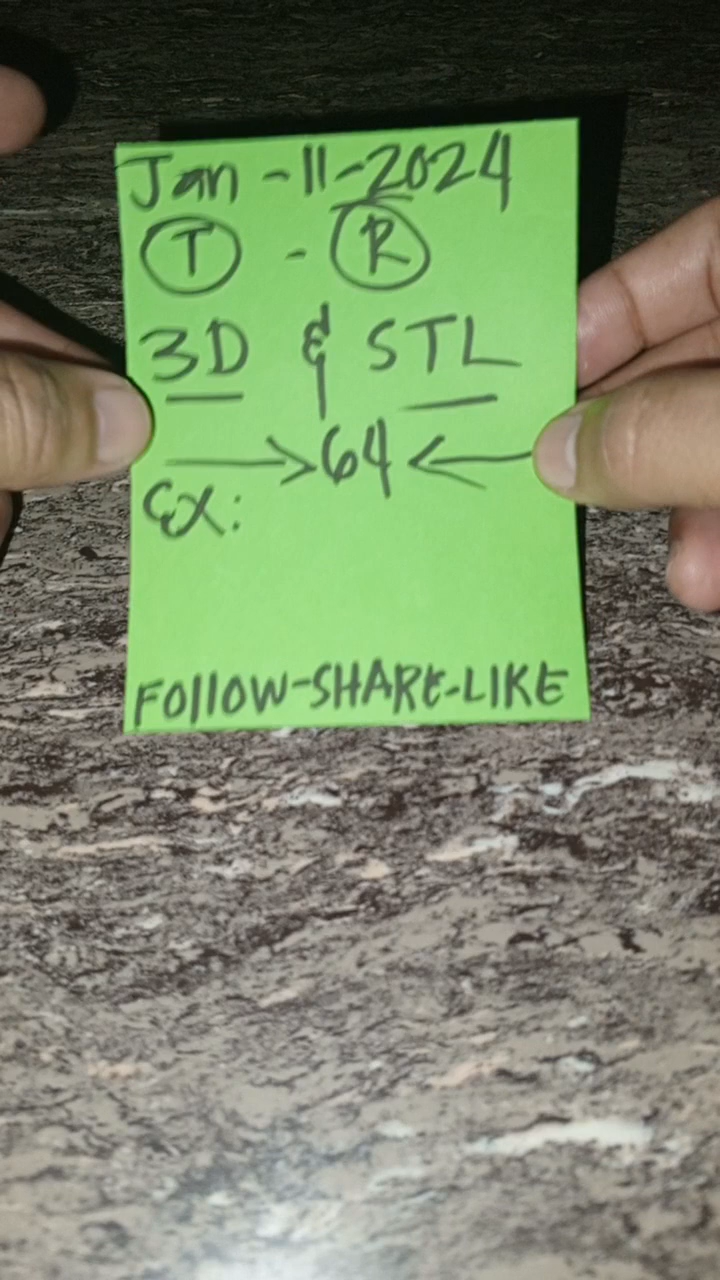 Jan -11-2024
T - R
3D & STL
→64←
Ex:
FOllOW-SHARE-LIKE